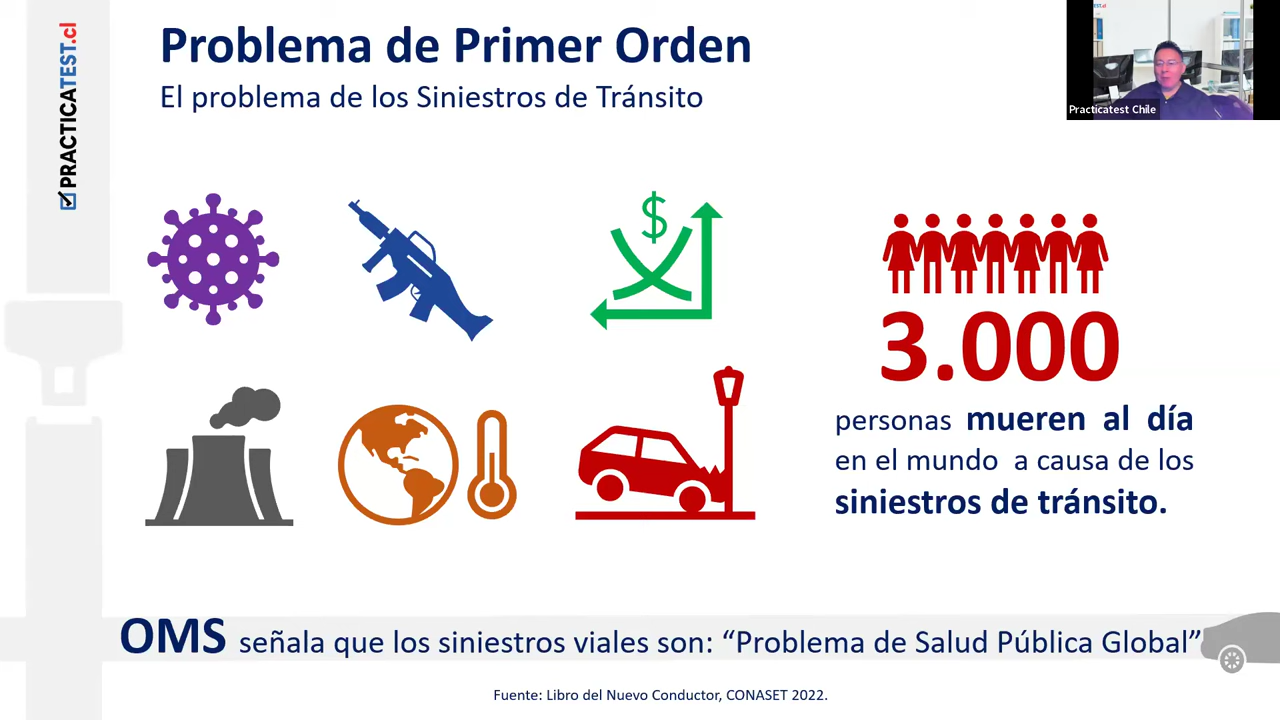 PRACTICATEST.cl
Problema de Primer Orden
El problema de los Siniestros de Tránsito
Practicatest Chile
$
3.000
personas mueren al día
en el mundo a causa de los
siniestros de tránsito.
OMS señala que los siniestros viales son: “Problema de Salud Pública Global”
Fuente: Libro del Nuevo Conductor, CONASET 2022.